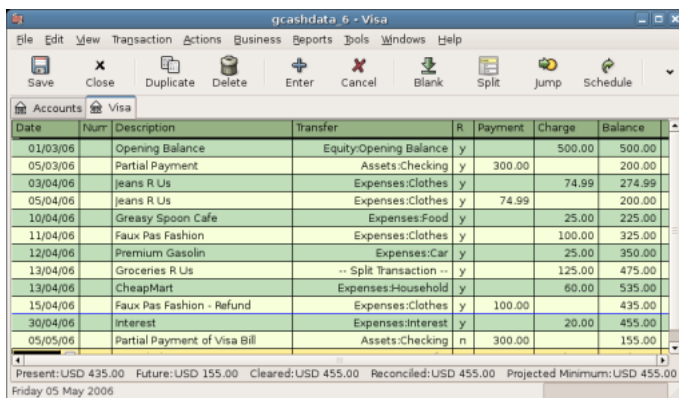 gcashdata_6 - Visa
File Edit View Transaction Actions Business Reports Tools Windows Help
Save Close Duplicate Delete Enter Cancel Blank Split Jump Schedule
Accounts Visa
Date Num Description Transfer R Payment Charge Balance
01/03/06 Opening Balance Equity:Opening Balance y 500.00 500.00
05/03/06 Partial Payment Assets:Checking y 300.00 200.00
03/04/06 Jeans R Us Expenses:Clothes y 74.99 274.99
05/04/06 Jeans R Us Expenses:Clothes y 74.99 200.00
10/04/06 Greasy Spoon Cafe Expenses:Food y 25.00 225.00
11/04/06 Faux Pas Fashion Expenses:Clothes y 100.00 325.00
12/04/06 Premium Gasolin Expenses:Car y 25.00 350.00
13/04/06 Groceries R Us -- Split Transaction -- y 125.00 475.00
13/04/06 CheapMart Expenses:Household y 60.00 535.00
15/04/06 Faux Pas Fashion - Refund Expenses:Clothes y 100.00 435.00
30/04/06 Interest Expenses:Interest y 20.00 455.00
05/05/06 Partial Payment of Visa Bill Assets:Checking n 300.00 155.00
Present:USD 435.00 Future:USD 155.00 Cleared:USD 455.00 Reconciled:USD 455.00 Projected Minimum:USD 455.00
Friday 05 May 2006